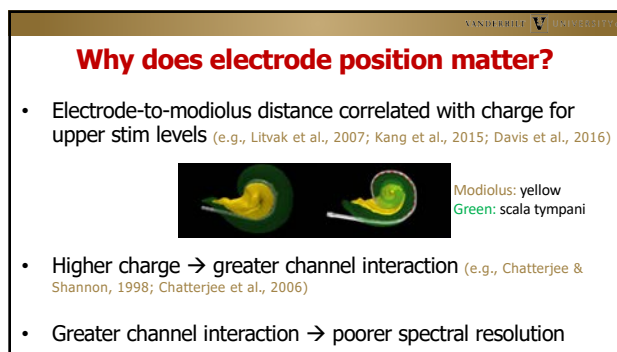 VANDERBILT V UNIVERSITY
Why does electrode position matter?
• Electrode-to-modiolus distance correlated with charge for
upper stim levels (e.g., Litvak et al., 2007; Kang et al., 2015; Davis et al., 2016)
Modiolus: yellow
Green: scala tympani
• Higher charge → greater channel interaction (e.g., Chatterjee &
Shannon, 1998; Chatterjee et al., 2006)
• Greater channel interaction → poorer spectral resolution